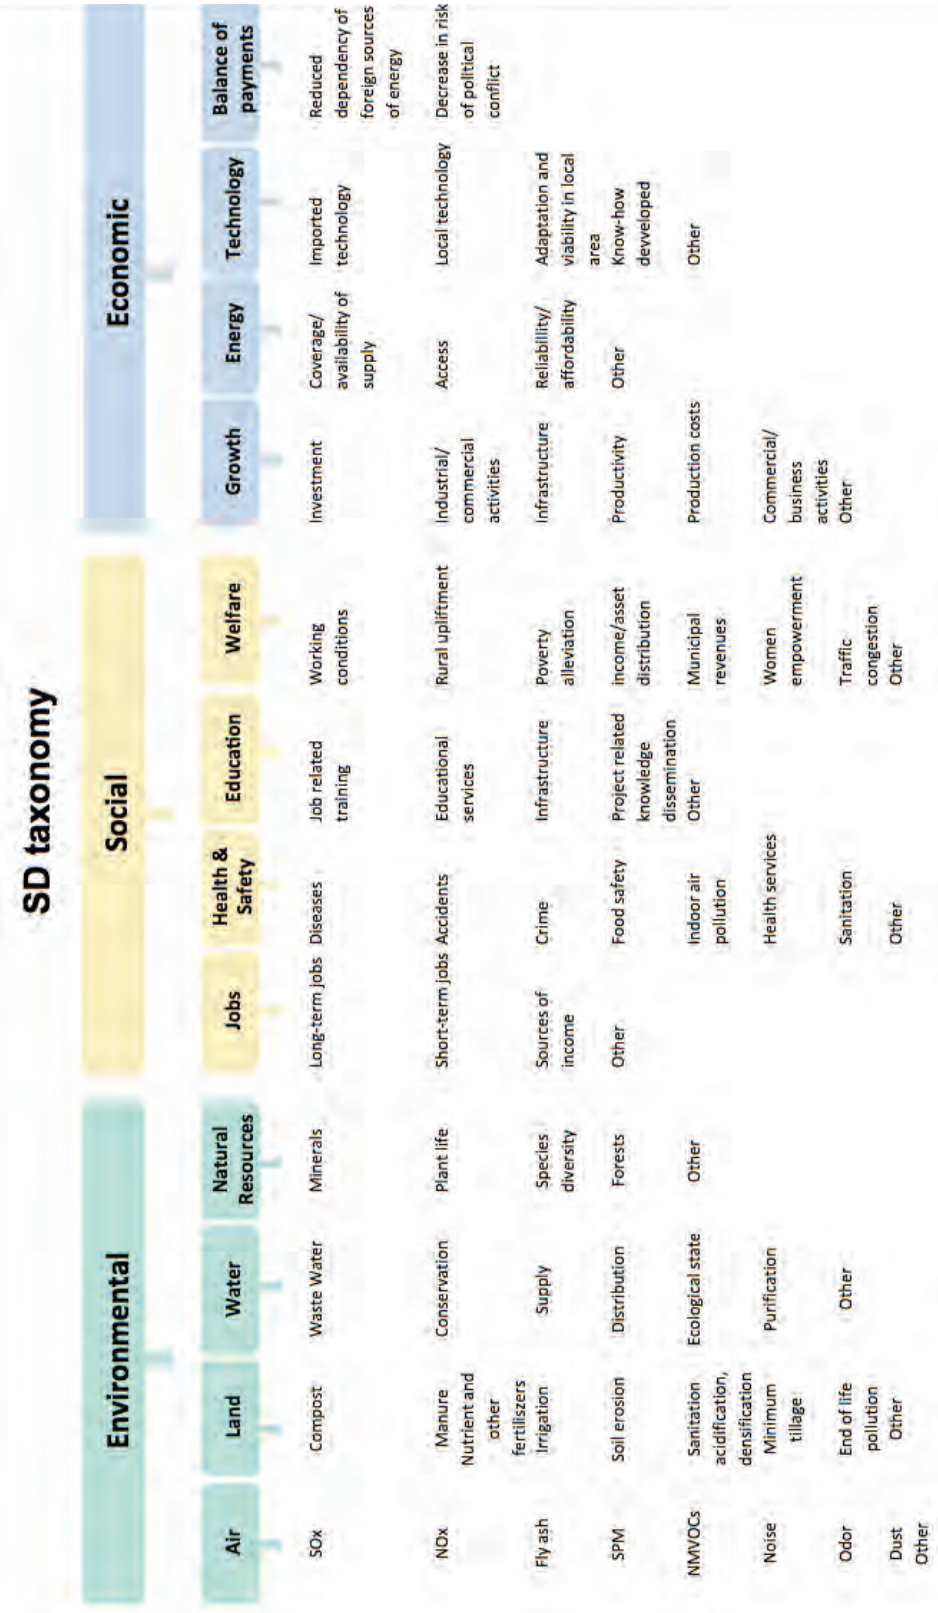 SD taxonomy
Environmental
Social
Economic
Air
Land
Water
Natural
Resources
Jobs
Health &
Safety
Education
Welfare
Growth
Energy
Technology
Balance of
payments
SOx
NOx
Fly ash
SPM
NMVOCs
Noise
Odor
Dust
Other
Compost
Manure
Nutrient and
other
fertiliszers
Irrigation
Soil erosion
Sanitation
acidification,
densification
Minimum
tillage
End of life
pollution
Other
Waste Water
Conservation
Supply
Distribution
Ecological state
Purification
Other
Minerals
Plant life
Species
diversity
Forests
Other
Long-term jobs
Short-term jobs
Sources of
income
Other
Diseases
Accidents
Crime
Food safety
Indoor air
pollution
Health services
Sanitation
Other
Job related
training
Educational
services
Infrastructure
Project related
knowledge
dissemination
Other
Working
conditions
Rural upliftment
Poverty
alleviation
Income/asset
distribution
Municipal
revenues
Women
empowerment
Traffic
congestion
Other
Investment
Industrial/
commercial
activities
Infrastructure
Productivity
Production costs
Commercial/
business
activities
Other
Coverage/
availability of
supply
Access
Reliabillity/
affordability
Other
Imported
technology
Local technology
Adaptation and
viability in local
area
Know-how
devveloped
Other
Reduced
dependency of
foreign sources
of energy
Decrease in risk
of political
conflict